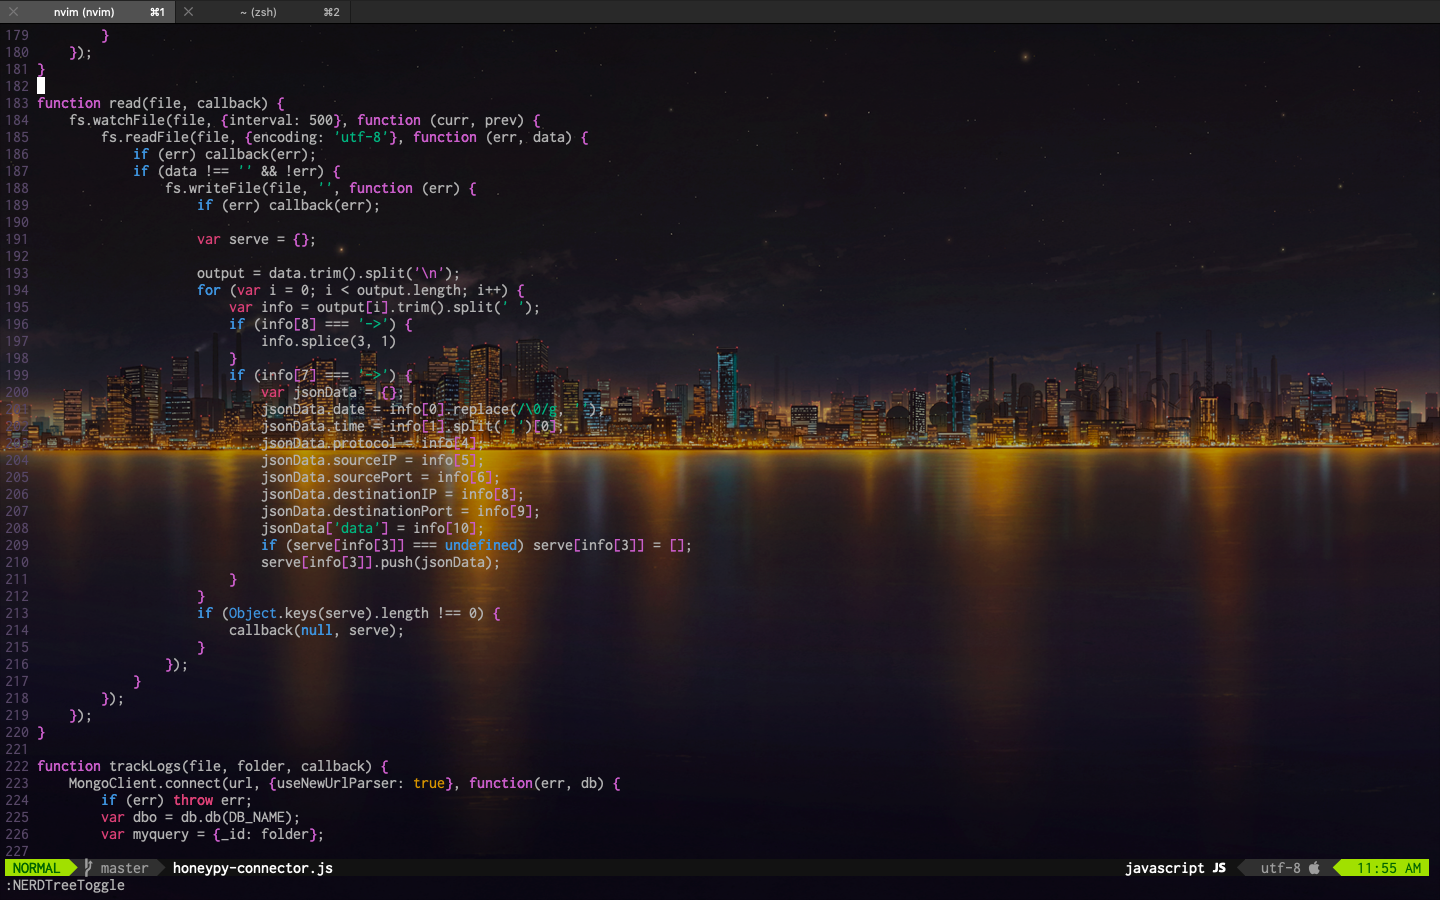 nvim (nvim) ⌘1 ~ (zsh) ⌘2
179 }
180 });
181 }
182
183 function read(file, callback) {
184 fs.watchFile(file, {interval: 500}, function (curr, prev) {
185 fs.readFile(file, {encoding: 'utf-8'}, function (err, data) {
186 if (err) callback(err);
187 if (data !== '' && !err) {
188 fs.writeFile(file, '', function (err) {
189 if (err) callback(err);
190
191 var serve = {};
192
193 output = data.trim().split('\n');
194 for (var i = 0; i < output.length; i++) {
195 var info = output[i].trim().split(' ');
196 if (info[8] === '->') {
197 info.splice(3, 1)
198 }
199 if (info[7] === '->') {
200 var jsonData = {};
jsonData.date = info[0].replace(/\0/g, '');
jsonData.time = info[1].split(' ')[0];
jsonData.protocol = info[4];
204 jsonData.sourceIP = info[5];
205 jsonData.sourcePort = info[6];
206 jsonData.destinationIP = info[8];
207 jsonData.destinationPort = info[9];
208 jsonData['data'] = info[10];
209 if (serve[info[3]] === undefined) serve[info[3]] = [];
210 serve[info[3]].push(jsonData);
211 }
212 }
213 if (Object.keys(serve).length !== 0) {
214 callback(null, serve);
215 }
216 });
217 }
218 });
219 });
220 }
221
222 function trackLogs(file, folder, callback) {
223 MongoClient.connect(url, {useNewUrlParser: true}, function(err, db) {
224 if (err) throw err;
225 var dbo = db.db(DB_NAME);
226 var myquery = {_id: folder};
227
NORMAL master honeypy-connector.js javascript JS utf-8 11:55 AM
:NERDTreeToggle